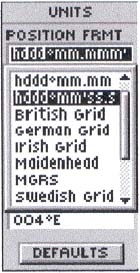 UNITS
POSITION FRMT
hddd°mm.mmm'
hddd°mm.mm
hddd°mm'ss.s
British Grid
German Grid
Irish Grid
Maidenhead
MGRS
Swedish Grid
004°E
DEFAULTS